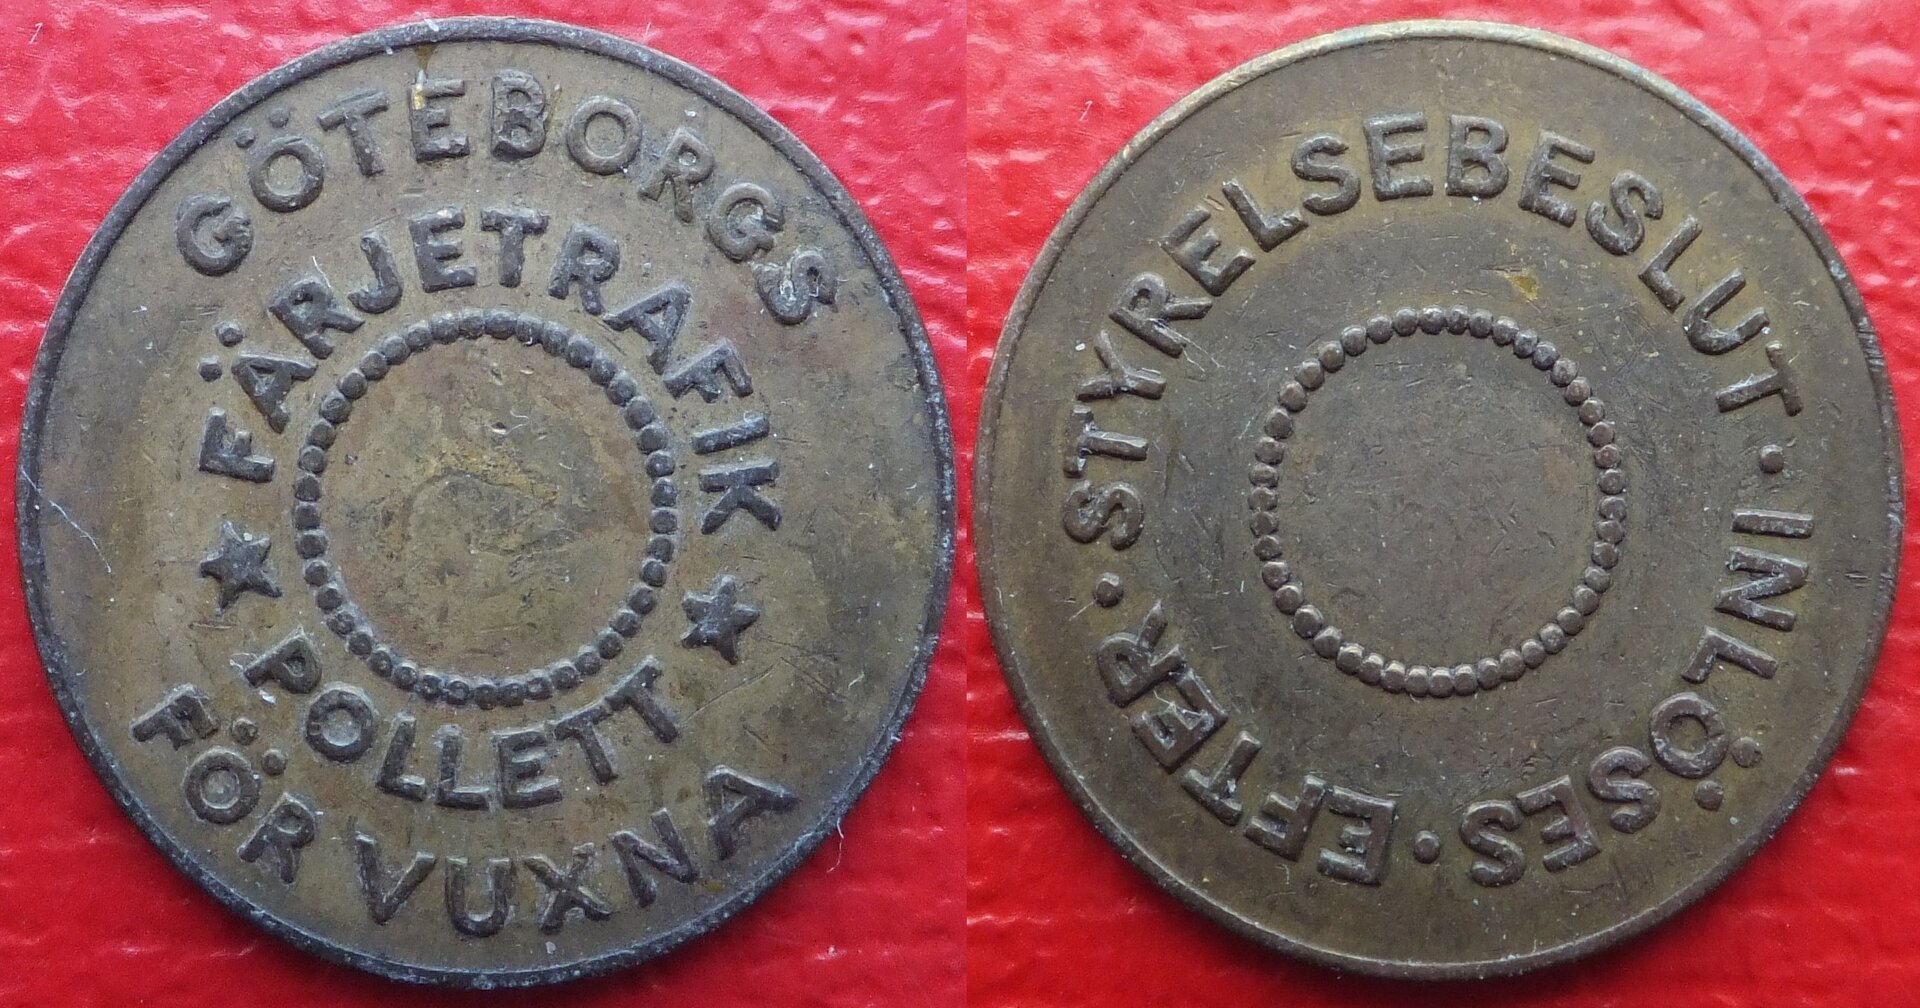 GÖTEBORGS
FÄRJETRAFIK
POLLETT
FÖR VUXNA
INLÖSES · EFTER · STYRELSEBESLUT ·